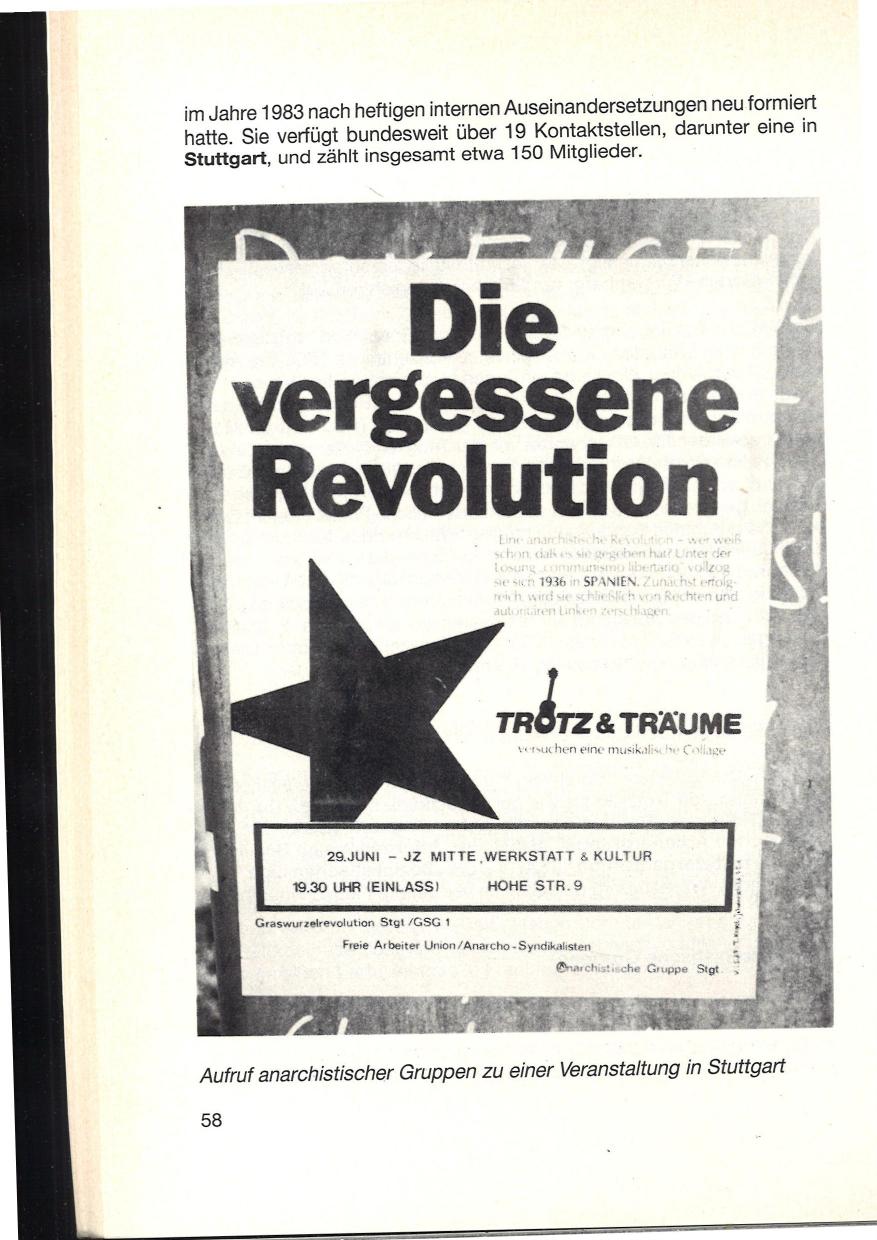 im Jahre 1983 nach heftigen internen Auseinandersetzungen neu formiert
hatte. Sie verfügt bundesweit über 19 Kontaktstellen, darunter eine in
Stuttgart, und zählt insgesamt etwa 150 Mitglieder.
Die
vergessene
Revolution
Eine anarchistische Revolution – wer weiß
schon, daß es sie gegeben hat? Unter der
Losung „communismo libertario" vollzog
sie sich 1936 in SPANIEN. Zunächst erfolg-
reich, wird sie schließlich von Rechten und
autoritären Linken zerschlagen.
TROTZ & TRÄUME
versuchen eine musikalische Collage
29.JUNI – JZ MITTE, WERKSTATT & KULTUR
19.30 UHR (EINLASS) HOHE STR. 9
Graswurzelrevolution Stgt /GSG 1
Freie Arbeiter Union/Anarcho-Syndikalisten
Anarchistische Gruppe Stgt.
Aufruf anarchistischer Gruppen zu einer Veranstaltung in Stuttgart
58